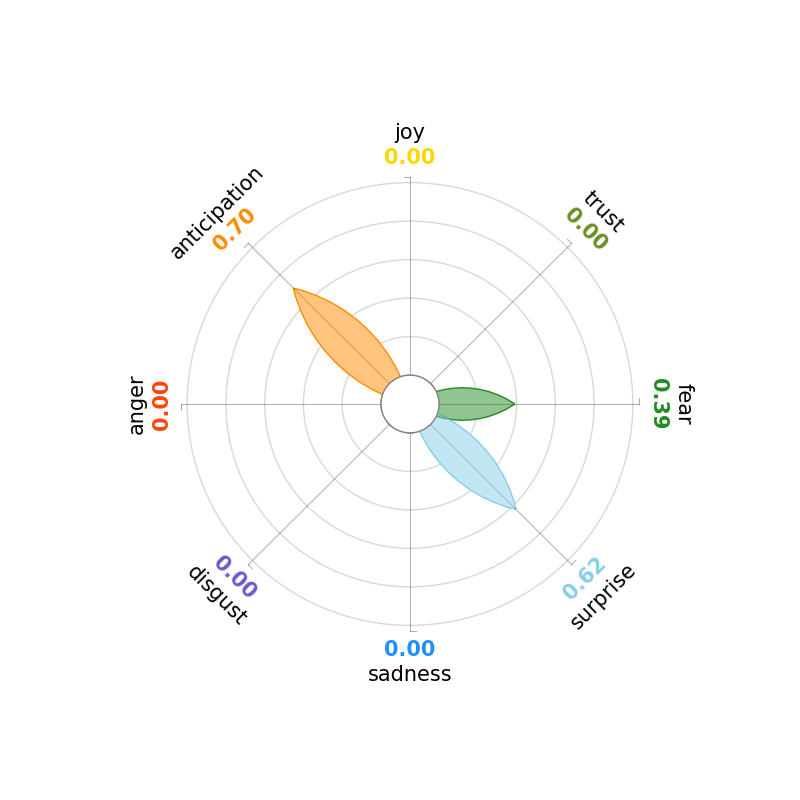 joy
0.00
trust
0.00
fear
0.39
surprise
0.62
0.00
sadness
disgust
0.00
anger
0.00
anticipation
0.70